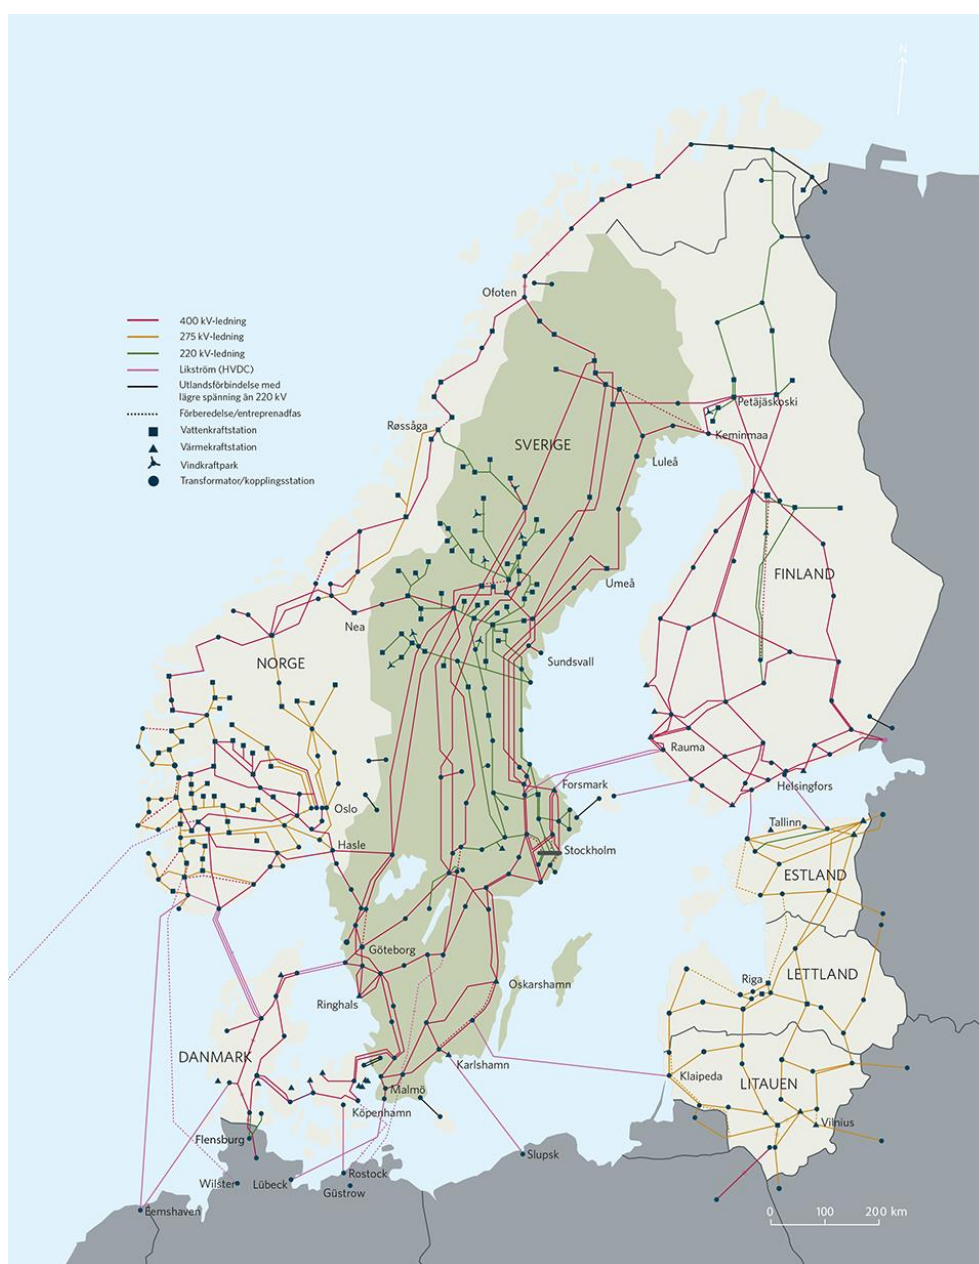 N
Ofoten
400 kV-ledning
275 kV-ledning
220 kV-ledning
Likström (HVDC)
Utlandsförbindelse med
lägre spänning än 220 kV
Förberedelse/entreprenadfas
Vattenkraftstation
Värmekraftstation
Vindkraftpark
Transformator/kopplingsstation
Petäjäskoski
Røssåga
Keminmaa
SVERIGE
Luleå
FINLAND
Umeå
Nea
NORGE
Sundsvall
Rauma
Forsmark
Helsingfors
Oslo
Tallinn
Hasle
Stockholm
ESTLAND
Göteborg
LETTLAND
Riga
Oskarshamn
Ringhals
DANMARK
Karlshamn
Klaipeda
LITAUEN
Malmö
Köpenhamn
Vilnius
Flensburg
Slupsk
Rostock
Wilster
Lübeck
Güstrow
Eemshaven
0 100 200 km